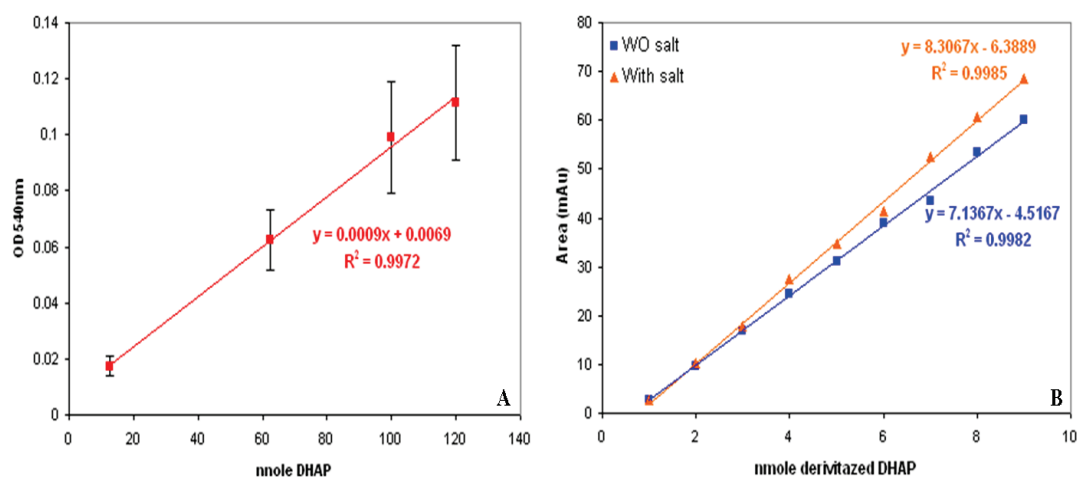 0.14
0.12
0.1
0.08
0.06
0.04
0.02
0
OD540nm
y = 0.0009x + 0.0069
R2 = 0.9972
A
0 20 40 60 80 100 120 140
nnole DHAP
80
70
60
50
40
30
20
10
0
Area (mAu)
WO salt
With salt
y = 8.3067x - 6.3889
R2 = 0.9985
y = 7.1367x - 4.5167
R2 = 0.9982
B
0 2 4 6 8 10
nmole derivitazed DHAP